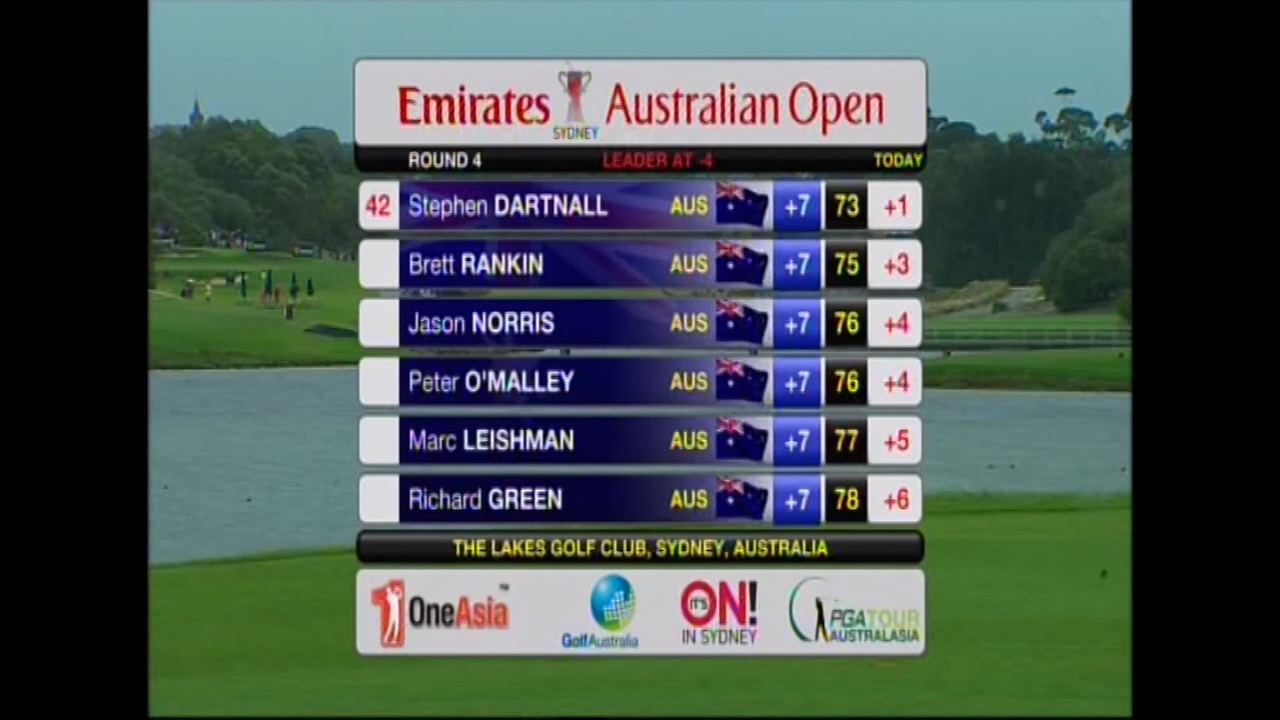 Emirates Australian Open
SYDNEY
ROUND 4 LEADER AT -4 TODAY
42 Stephen DARTNALL AUS +7 73 +1
Brett RANKIN AUS +7 75 +3
Jason NORRIS AUS +7 76 +4
Peter O'MALLEY AUS +7 76 +4
Marc LEISHMAN AUS +7 77 +5
Richard GREEN AUS +7 78 +6
THE LAKES GOLF CLUB, SYDNEY, AUSTRALIA
1 OneAsia™
GolfAustralia
IT'S ON!
IN SYDNEY
PGA TOUR
AUSTRALASIA